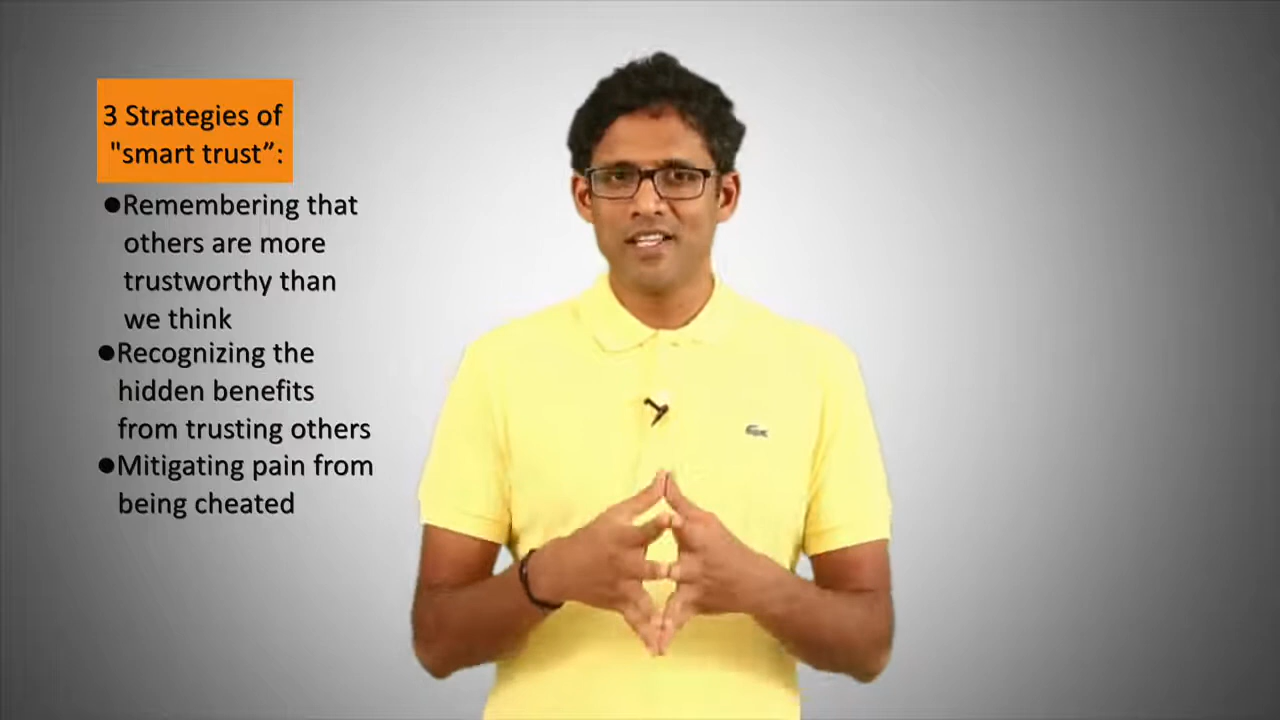 3 Strategies of
"smart trust”:
●Remembering that
others are more
trustworthy than
we think
●Recognizing the
hidden benefits
from trusting others
●Mitigating pain from
being cheated